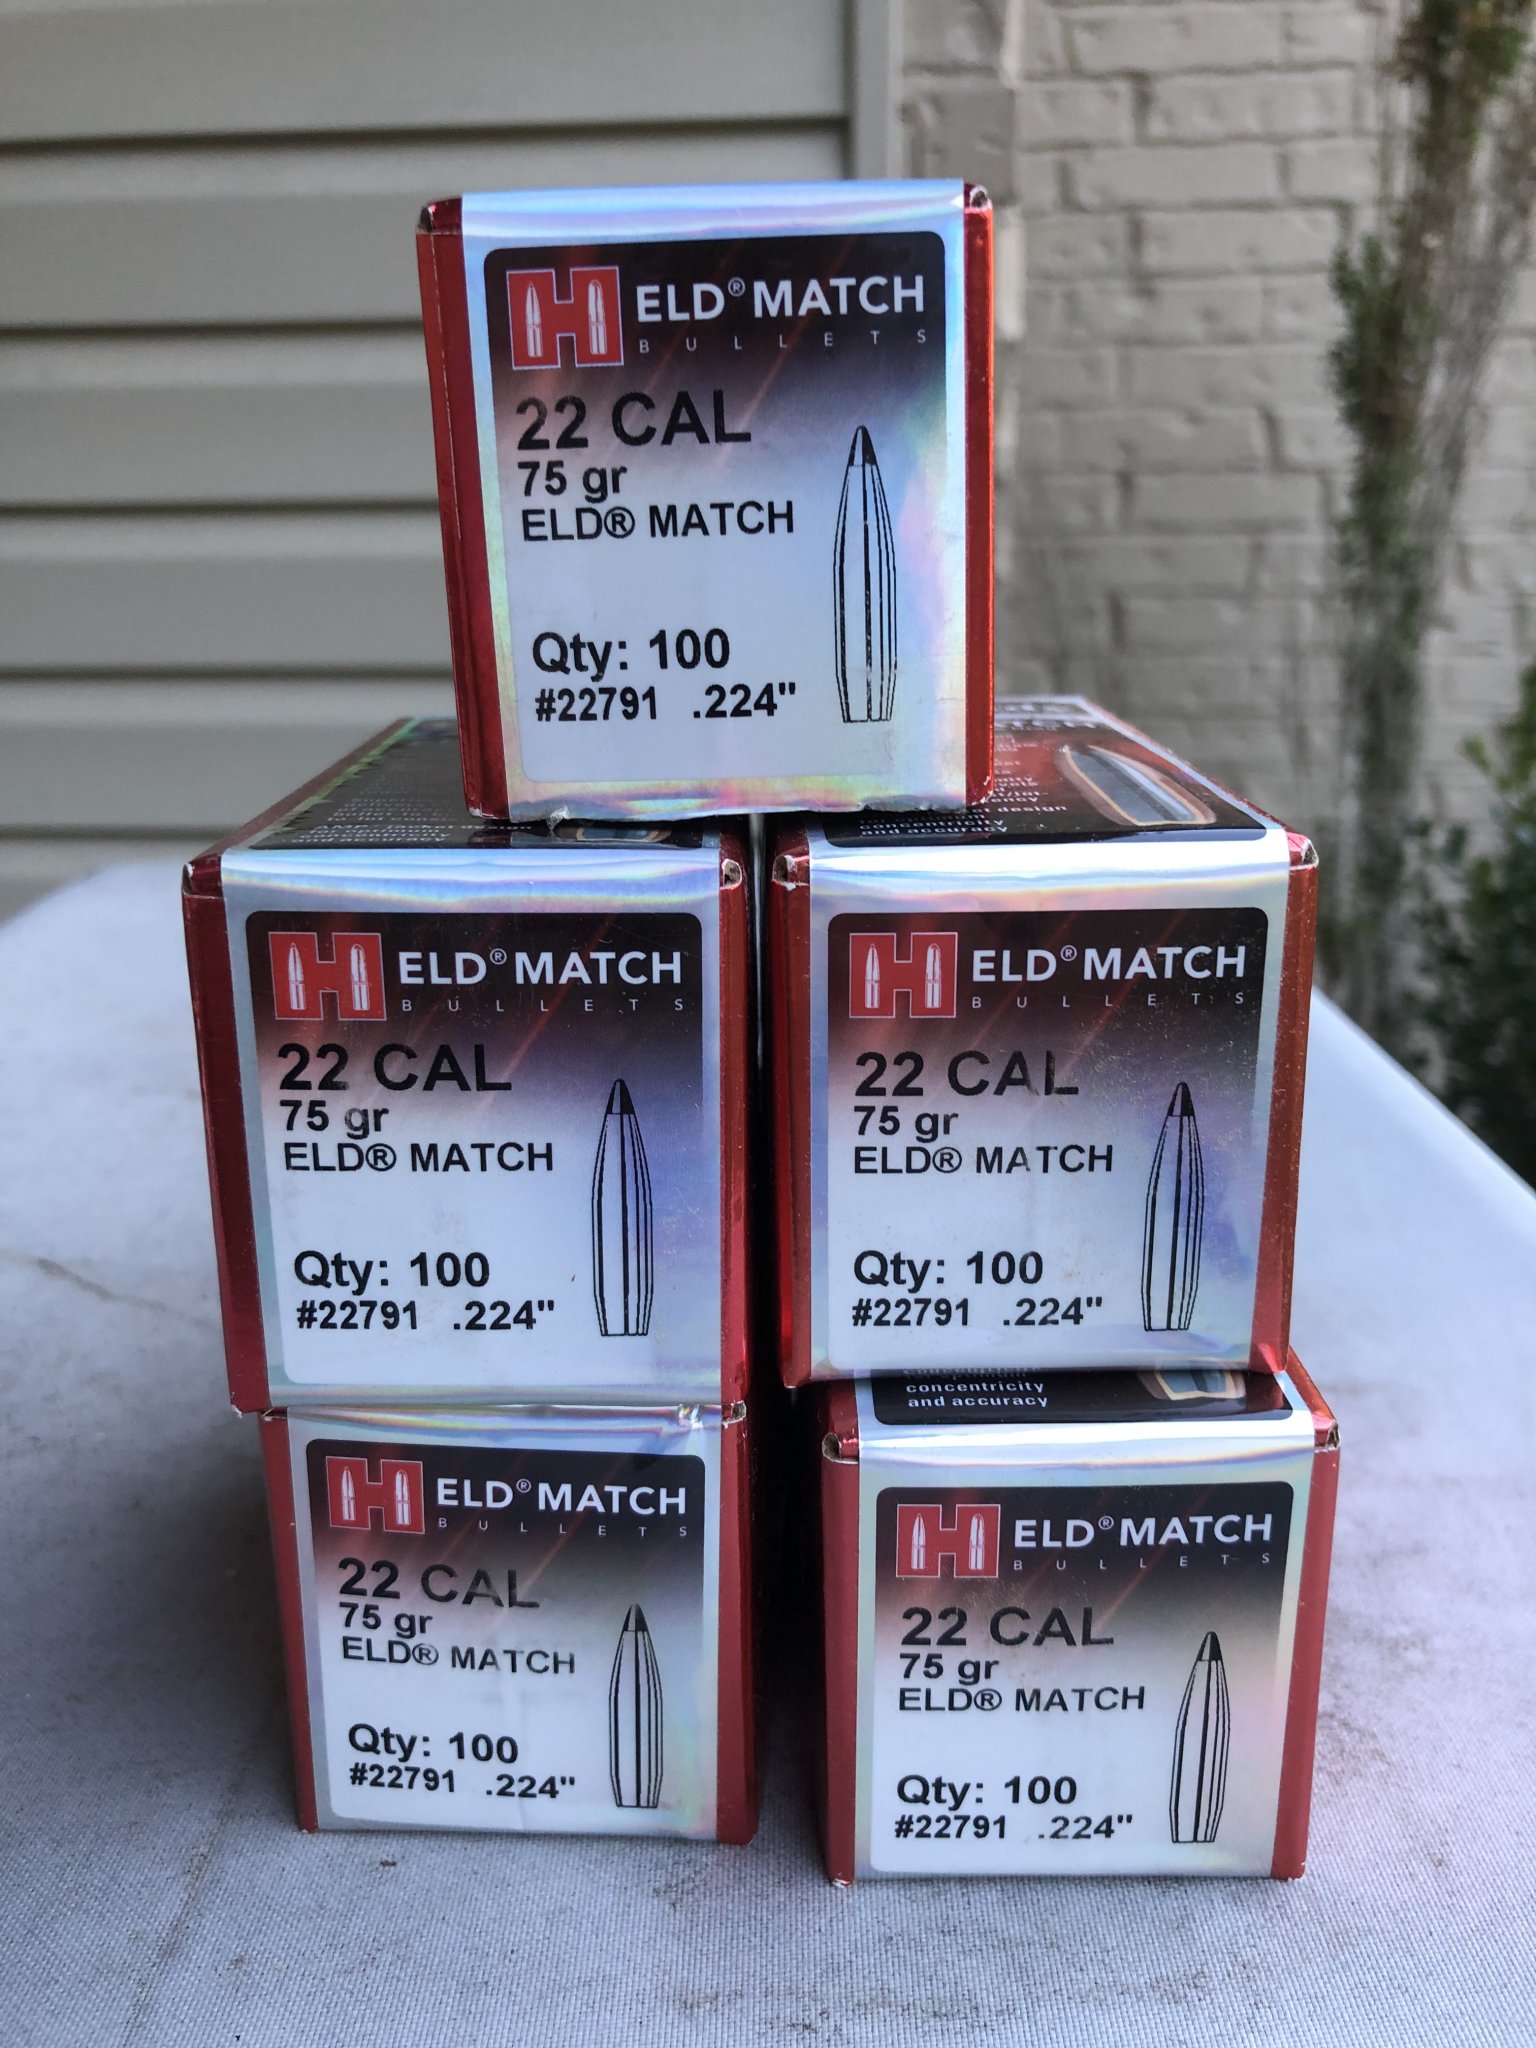 ELD® MATCH
BULLETS
22 CAL
75 gr
ELD® MATCH
Qty: 100
#22791 .224"
ELD® MATCH
BULLETS
22 CAL
75 gr
ELD® MATCH
Qty: 100
#22791 .224"
design
and accuracy
ELD® MATCH
BULLETS
22 CAL
75 gr
ELD® MATCH
Qty: 100
#22791 .224"
ELD® MATCH
BULLETS
22 CAL
75 gr
ELD® MATCH
Qty: 100
#22791 .224"
concentricity
and accuracy
ELD® MATCH
BULLETS
22 CAL
75 gr
ELD® MATCH
Qty: 100
#22791 .224"